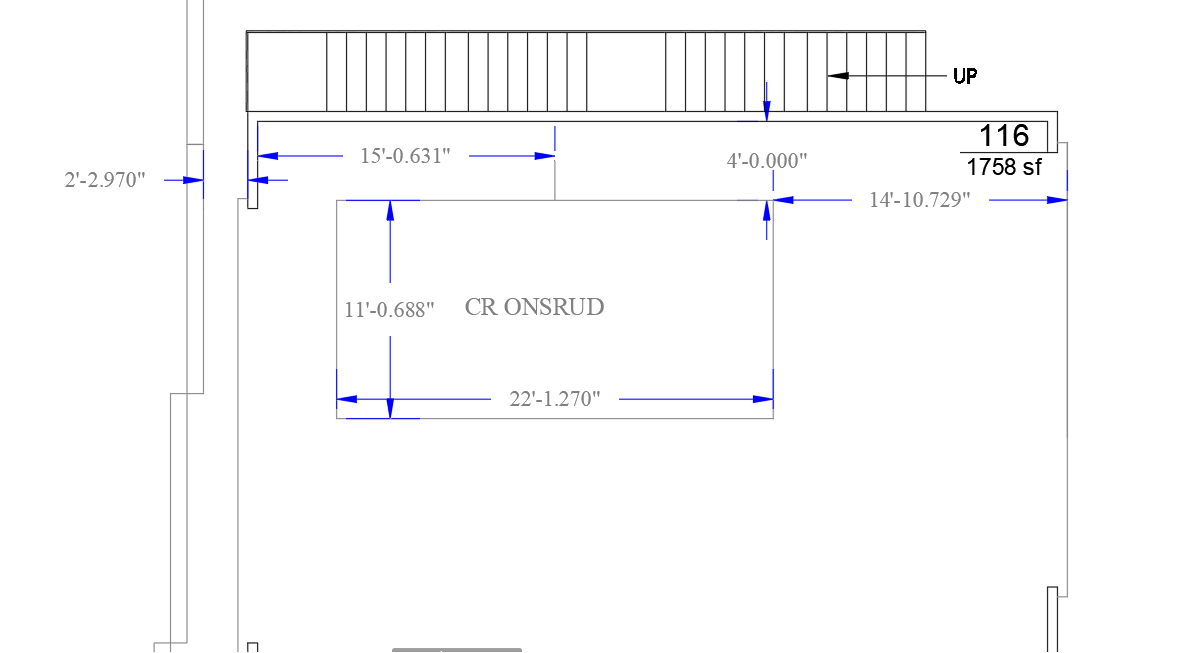 UP
116
1758 sf
15'-0.631"
4'-0.000"
2'-2.970"
14'-10.729"
11'-0.688"
CR ONSRUD
22'-1.270"